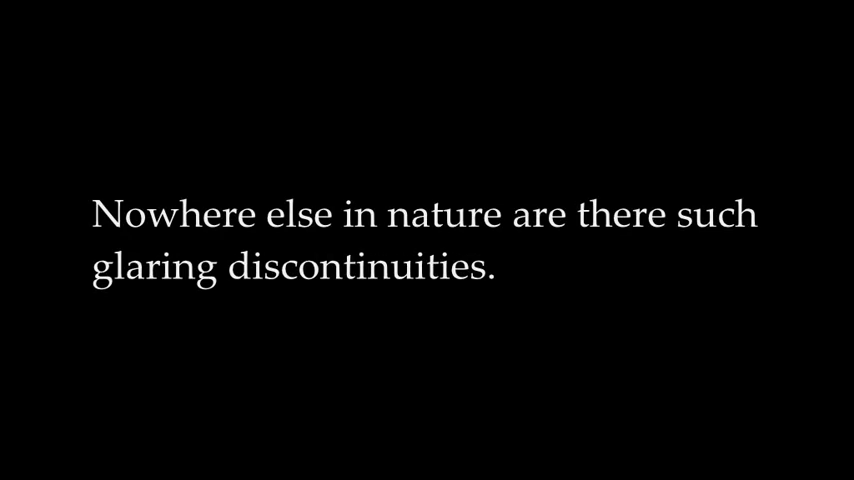 Nowhere else in nature are there such
glaring discontinuities.